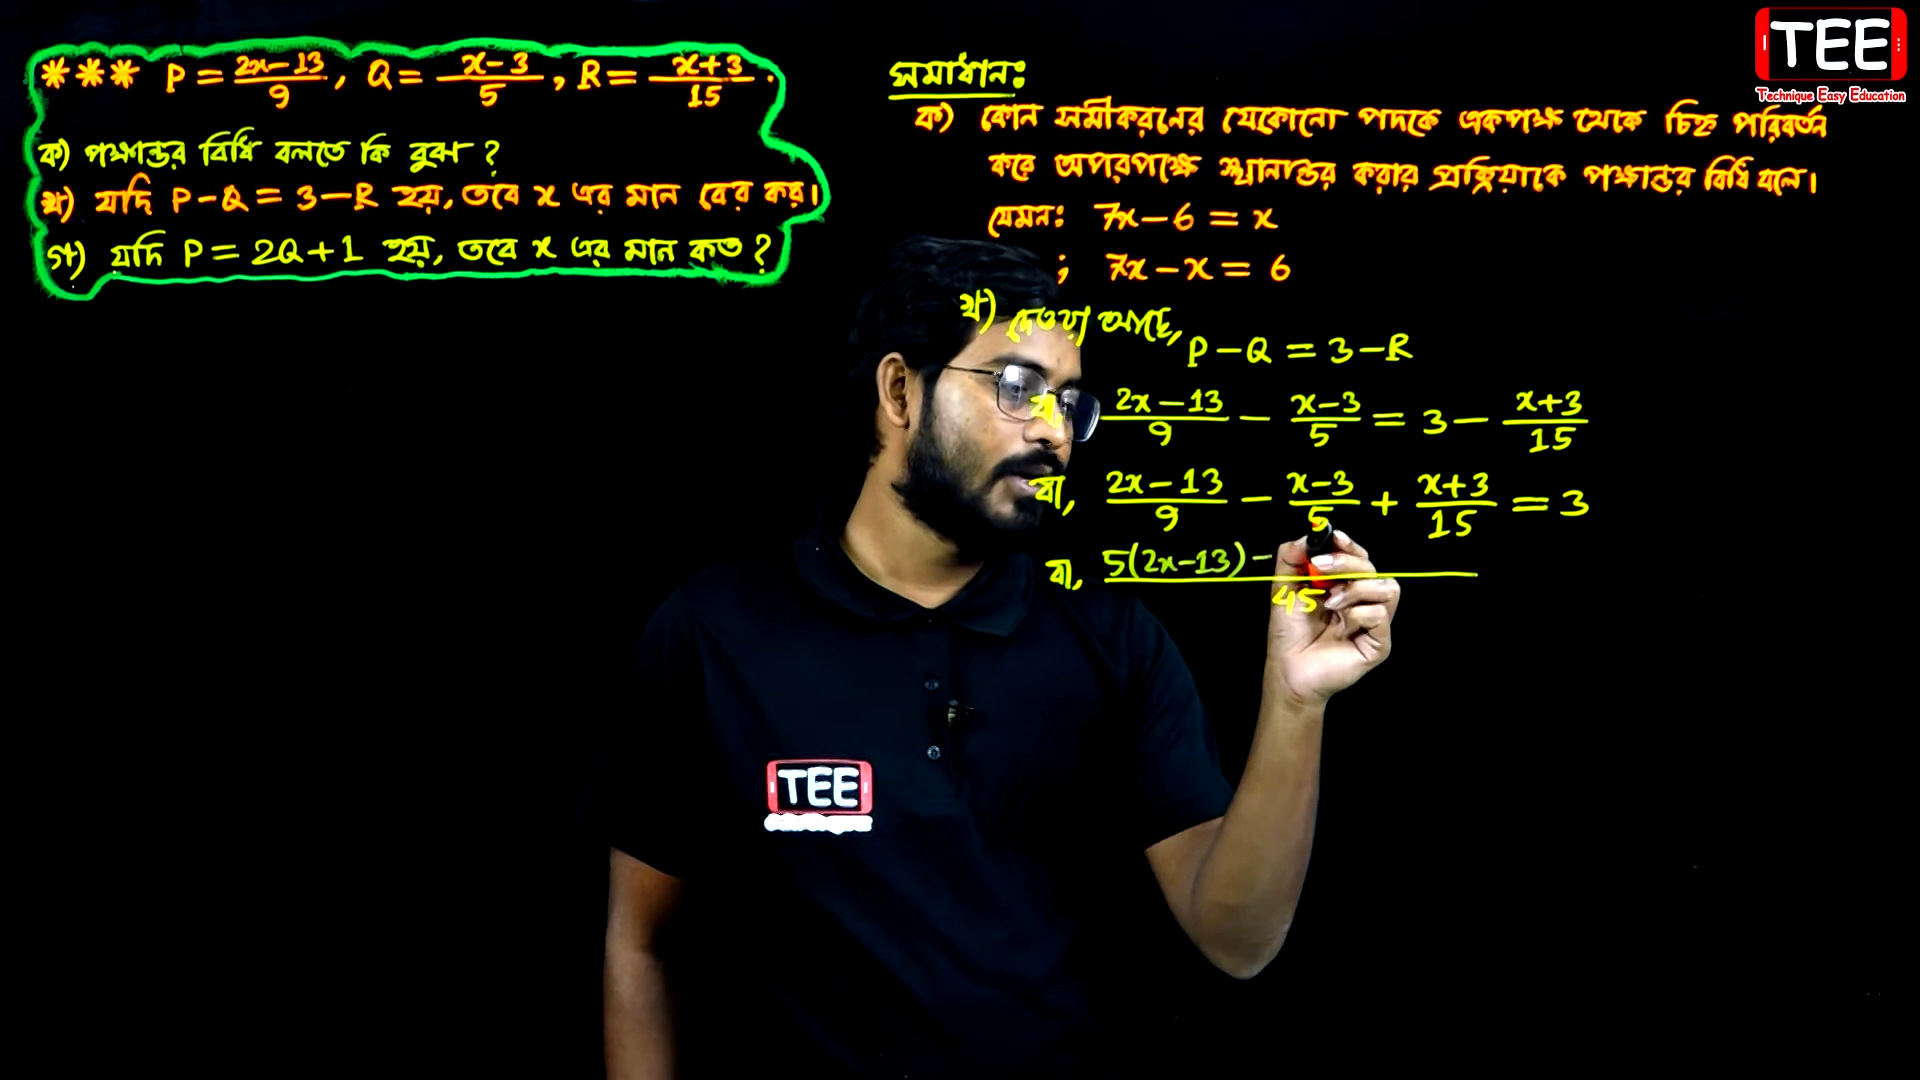 *** P = 2x-13/9, Q = x-3/5, R = x+3/15.
ক) পক্ষান্তর বিধি বলতে কি বুঝ ?
খ) যদি P-Q = 3-R হয়, তবে x এর মান বের কর।
গ) যদি P = 2Q+1 হয়, তবে x এর মান কত ?
সমাধানঃ
ক) কোন সমীকরণের যেকোনো পদকে একপক্ষ থেকে চিহ্ন পরিবর্তন
করে অপরপক্ষে স্থানান্তর করার প্রক্রিয়াকে পক্ষান্তর বিধি বলে।
যেমনঃ 7x-6 = x
; 7x-x = 6
খ) দেওয়া আছে,
P-Q = 3-R
বা, 2x-13/9 - x-3/5 = 3 - x+3/15
বা, 2x-13/9 - x-3/5 + x+3/15 = 3
বা, 5(2x-13) - /45
TEE
Technique Easy Education
TEE